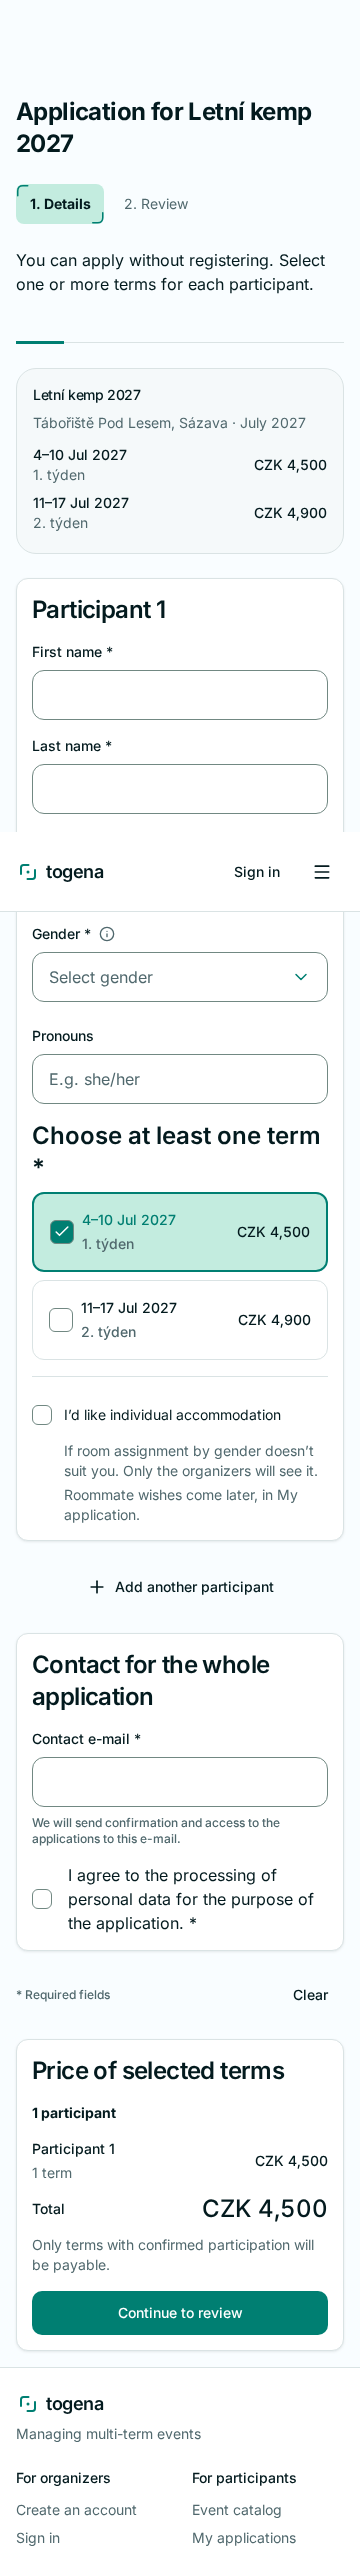 Application for Letní kemp
2027
1. Details
2. Review
You can apply without registering. Select
one or more terms for each participant.
Letní kemp 2027
Tábořiště Pod Lesem, Sázava · July 2027
4–10 Jul 2027
1. týden
CZK 4,500
11–17 Jul 2027
2. týden
CZK 4,900
Participant 1
First name *
Last name *
togena
Sign in
Gender *
Select gender
Pronouns
E.g. she/her
Choose at least one term
*
4–10 Jul 2027
1. týden
CZK 4,500
11–17 Jul 2027
2. týden
CZK 4,900
I’d like individual accommodation
If room assignment by gender doesn’t
suit you. Only the organizers will see it.
Roommate wishes come later, in My
application.
Add another participant
Contact for the whole
application
Contact e-mail *
We will send confirmation and access to the
applications to this e-mail.
I agree to the processing of
personal data for the purpose of
the application. *
* Required fields
Clear
Price of selected terms
1 participant
Participant 1
1 term
CZK 4,500
Total
CZK 4,500
Only terms with confirmed participation will
be payable.
Continue to review
togena
Managing multi-term events
For organizers
For participants
Create an account
Event catalog
Sign in
My applications